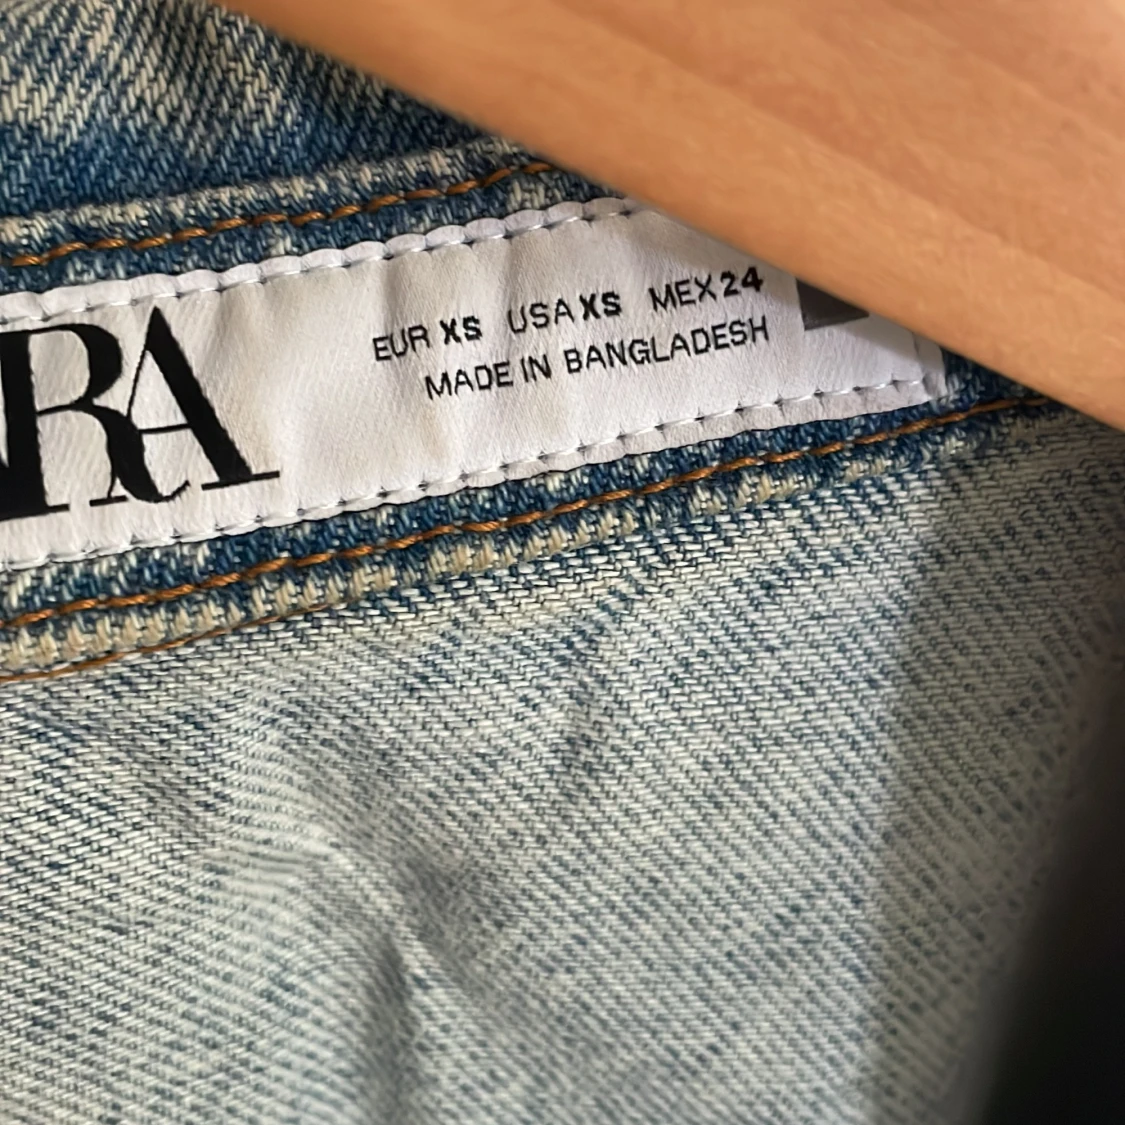 RA
EUR XS USA XS MEX 24
MADE IN BANGLADESH